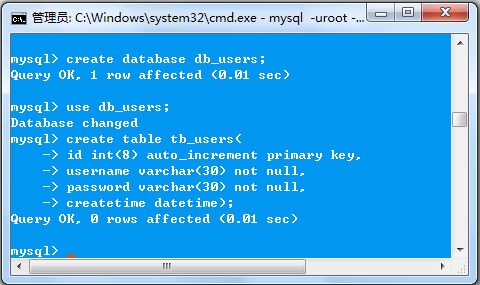 管理员: C:\Windows\system32\cmd.exe - mysql -uroot -...
mysql> create database db_users;
Query OK, 1 row affected (0.01 sec)
mysql> use db_users;
Database changed
mysql> create table tb_users(
-> id int(8) auto_increment primary key,
-> username varchar(30) not null,
-> password varchar(30) not null,
-> createtime datetime);
Query OK, 0 rows affected (0.01 sec)
mysql>